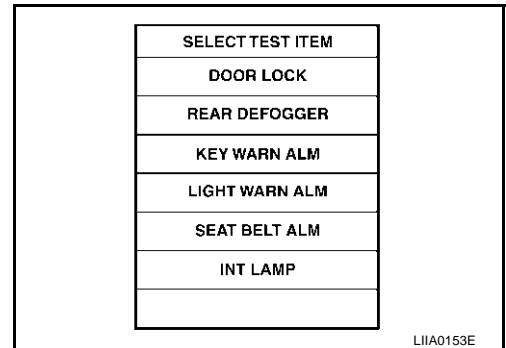 SELECT TEST ITEM
DOOR LOCK
REAR DEFOGGER
KEY WARN ALM
LIGHT WARN ALM
SEAT BELT ALM
INT LAMP
LIIA0153E